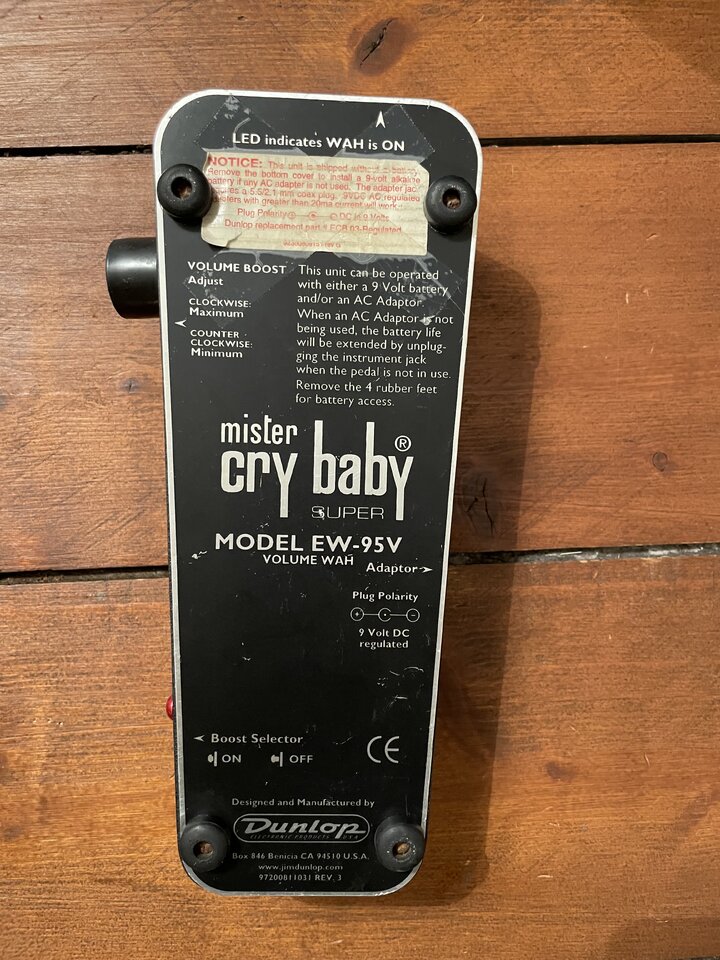 LED indicates WAH is ON
NOTICE: This unit is shipped without a battery.
Remove the bottom cover to install a 9-volt alkaline
battery if any AC adapter is not used. The adapter jac
res a 5.5/2.1 mm coax plug. 9VDC AC regulated
fers with greater than 20ma current will work.
Plug Polarity DC in 9 Volts
Dunlop replacement part # ECB 03-Regulated
VOLUME BOOST
Adjust
CLOCKWISE:
Maximum
COUNTER
CLOCKWISE:
Minimum
This unit can be operated
with either a 9 Volt battery
and/or an AC Adaptor.
When an AC Adaptor is not
being used, the battery life
will be extended by unplug-
ging the instrument jack
when the pedal is not in use.
Remove the 4 rubber feet
for battery access.
mister
cry baby®
SUPER
MODEL EW-95V
VOLUME WAH
Adaptor
Plug Polarity
+ -
9 Volt DC
regulated
Boost Selector
ON OFF
CE
Designed and Manufactured by
Dunlop
ELECTRONIC PRODUCTS U.S.A.
Box 846 Benicia CA 94510 U.S.A.
www.jimdunlop.com
97200811031 REV. 3